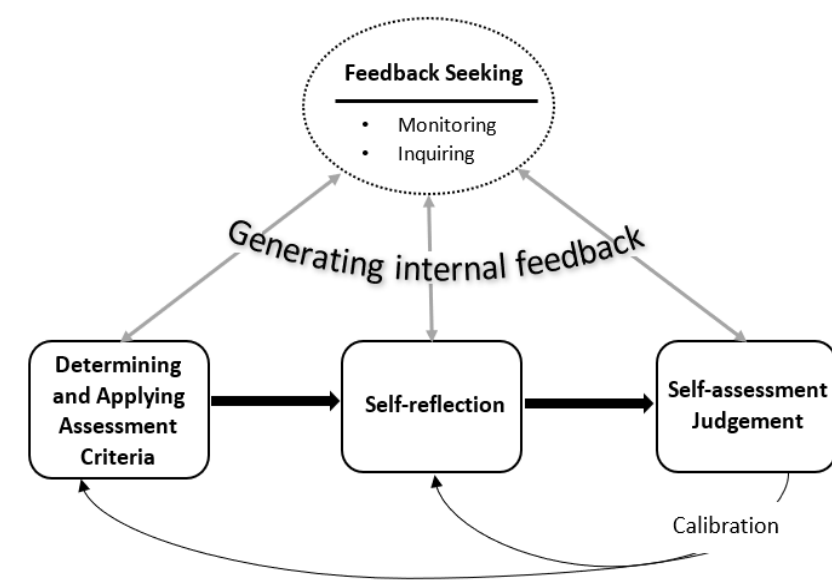 Feedback Seeking
• Monitoring
• Inquiring
Generating internal feedback
Determining
and Applying
Assessment
Criteria
Self-reflection
Self-assessment
Judgement
Calibration